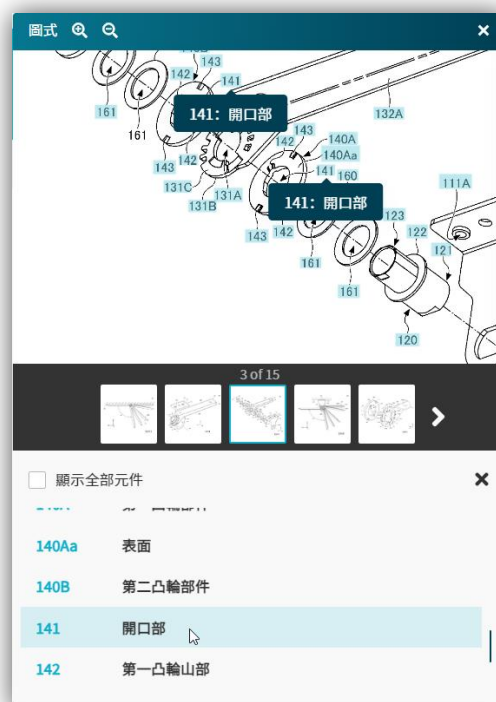 圖式
143
142
141
161
161
141: 開口部
132A
143
142
131C
131A
131B
143
142
140A
140Aa
141
160
141: 開口部
111A
143
142
123
122
121
161
161
120
3 of 15
顯示全部元件
140Aa 表面
140B 第二凸輪部件
141 開口部
142 第一凸輪山部